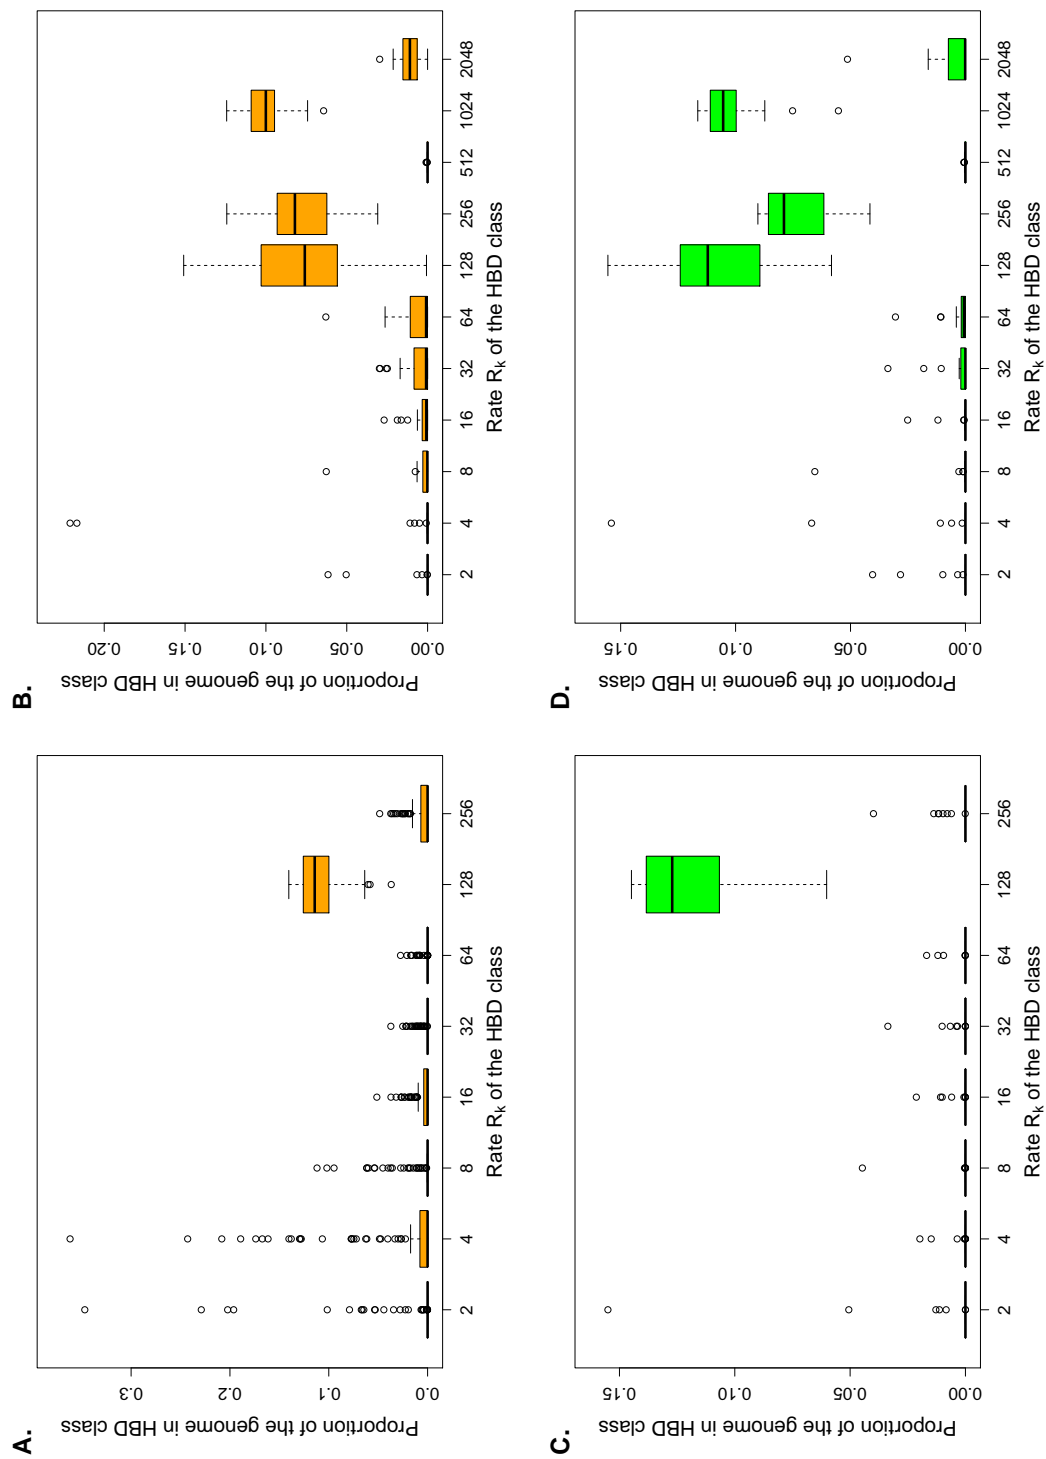 A.
Proportion of the genome in HBD class
0.0 0.1 0.2 0.3
2 4 8 16 32 64 128 256
Rate Rk of the HBD class
B.
Proportion of the genome in HBD class
0.00 0.05 0.10 0.15 0.20
2 4 8 16 32 64 128 256 512 1024 2048
Rate Rk of the HBD class
C.
Proportion of the genome in HBD class
0.00 0.05 0.10 0.15
2 4 8 16 32 64 128 256
Rate Rk of the HBD class
D.
Proportion of the genome in HBD class
0.00 0.05 0.10 0.15
2 4 8 16 32 64 128 256 512 1024 2048
Rate Rk of the HBD class